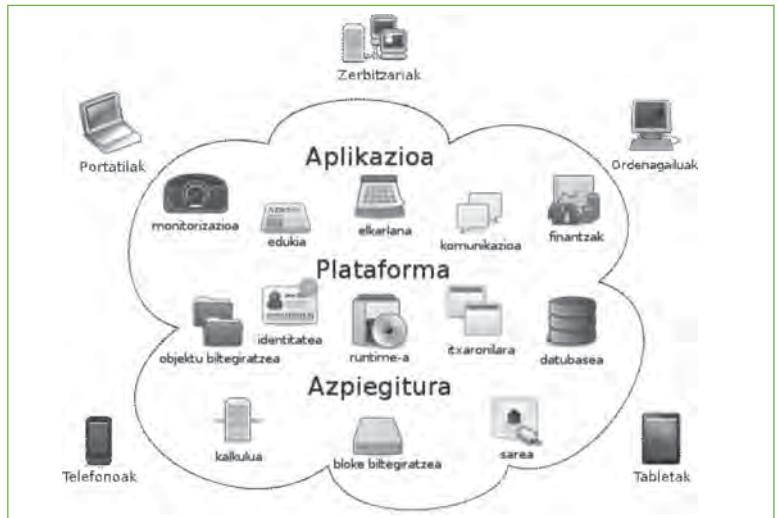 Zerbitzariak
Portatilak
Ordenagailuak
Aplikazioa
monitorizazioa
edukia
elkarlana
komunikazioa
finantzak
Plataforma
objektu biltegiratzea
identitatea
runtime-a
itxaronilara
datubasea
Azpiegitura
kalkulua
bloke biltegiratzea
sarea
Telefonoak
Tabletak